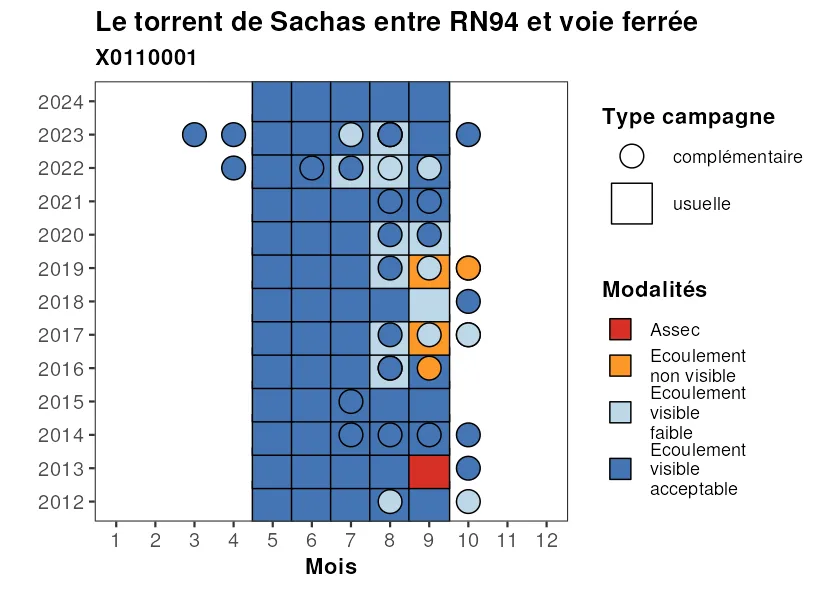 Le torrent de Sachas entre RN94 et voie ferrée
X0110001
2024
2023
2022
2021
2020
2019
2018
2017
2016
2015
2014
2013
2012
1 2 3 4 5 6 7 8 9 10 11 12
Mois
Type campagne
complémentaire
usuelle
Modalités
Assec
Ecoulement
non visible
Ecoulement
visible
faible
Ecoulement
visible
acceptable